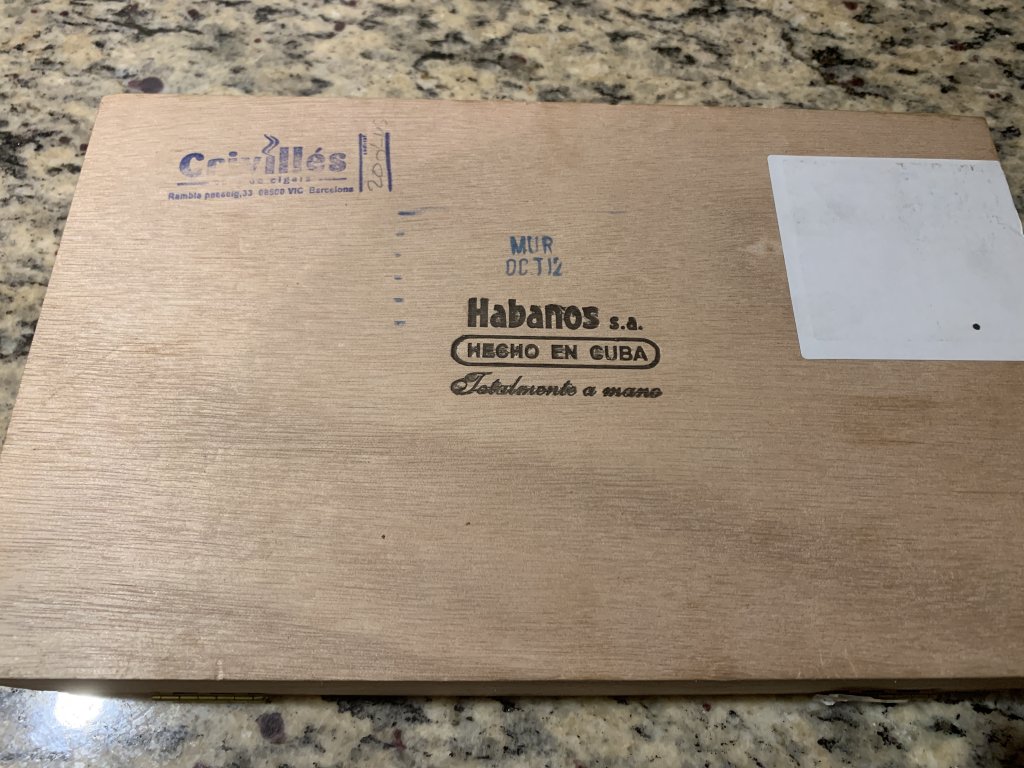 Crivillés
de cigars
Rambla passeig, 33 08500 VIC - Barcelona
MUR
OCT12
Habanos s.a.
HECHO EN CUBA
Totalmente a mano